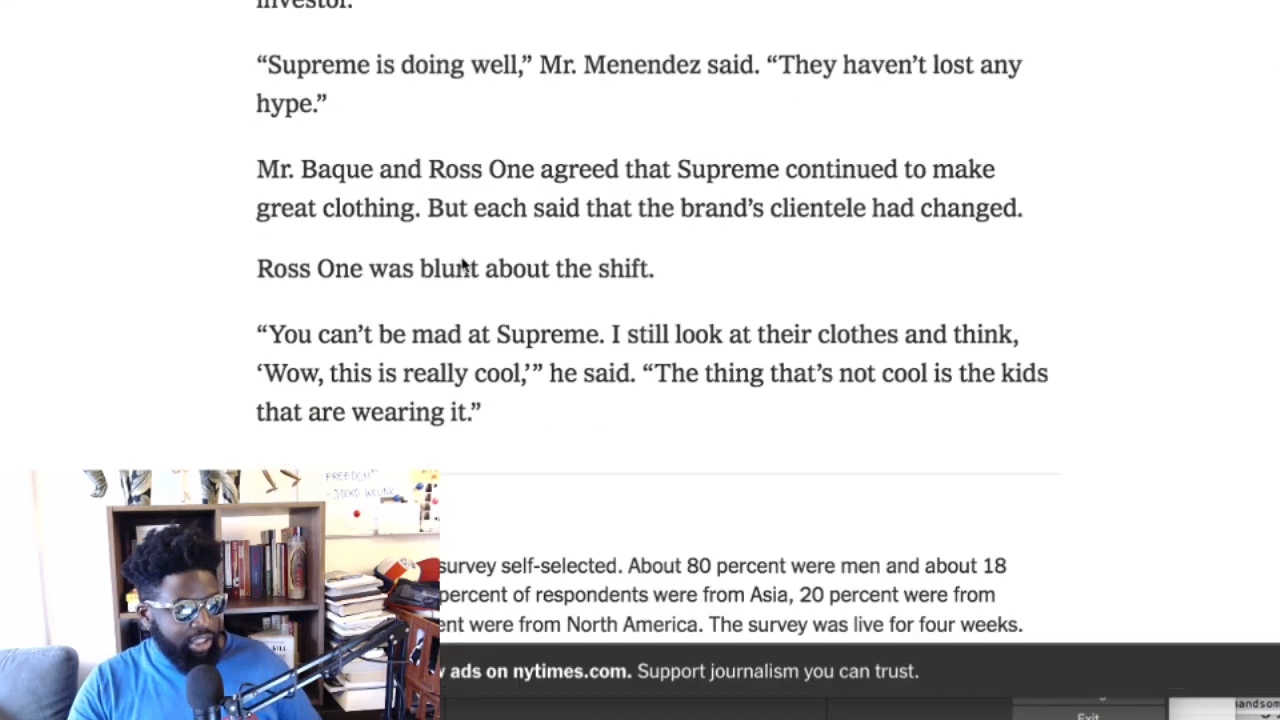 investor.
“Supreme is doing well,” Mr. Menendez said. “They haven’t lost any
hype.”
Mr. Baque and Ross One agreed that Supreme continued to make
great clothing. But each said that the brand’s clientele had changed.
Ross One was blunt about the shift.
“You can’t be mad at Supreme. I still look at their clothes and think,
‘Wow, this is really cool,’” he said. “The thing that’s not cool is the kids
that are wearing it.”
FREEDOM"
- JOCKO WILLINK
survey self-selected. About 80 percent were men and about 18
percent of respondents were from Asia, 20 percent were from
were from North America. The survey was live for four weeks.
ads on nytimes.com. Support journalism you can trust.
Exit